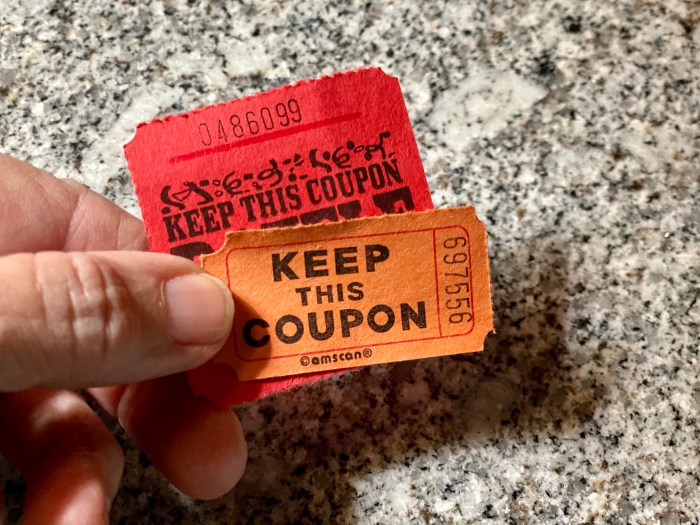 0486099
KEEP THIS COUPON
KEEP
THIS
COUPON
©amscan®
697556